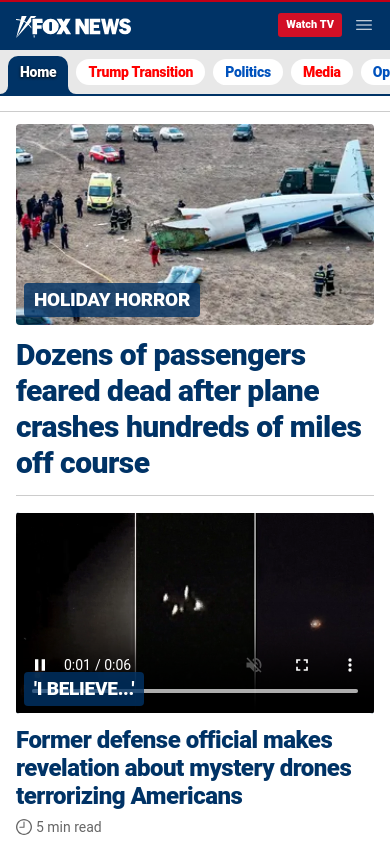 FOX NEWS
Watch TV
Home
Trump Transition
Politics
Media
Op
HOLIDAY HORROR
Dozens of passengers
feared dead after plane
crashes hundreds of miles
off course
0:01 / 0:06
'I BELIEVE...'
Former defense official makes
revelation about mystery drones
terrorizing Americans
5 min read